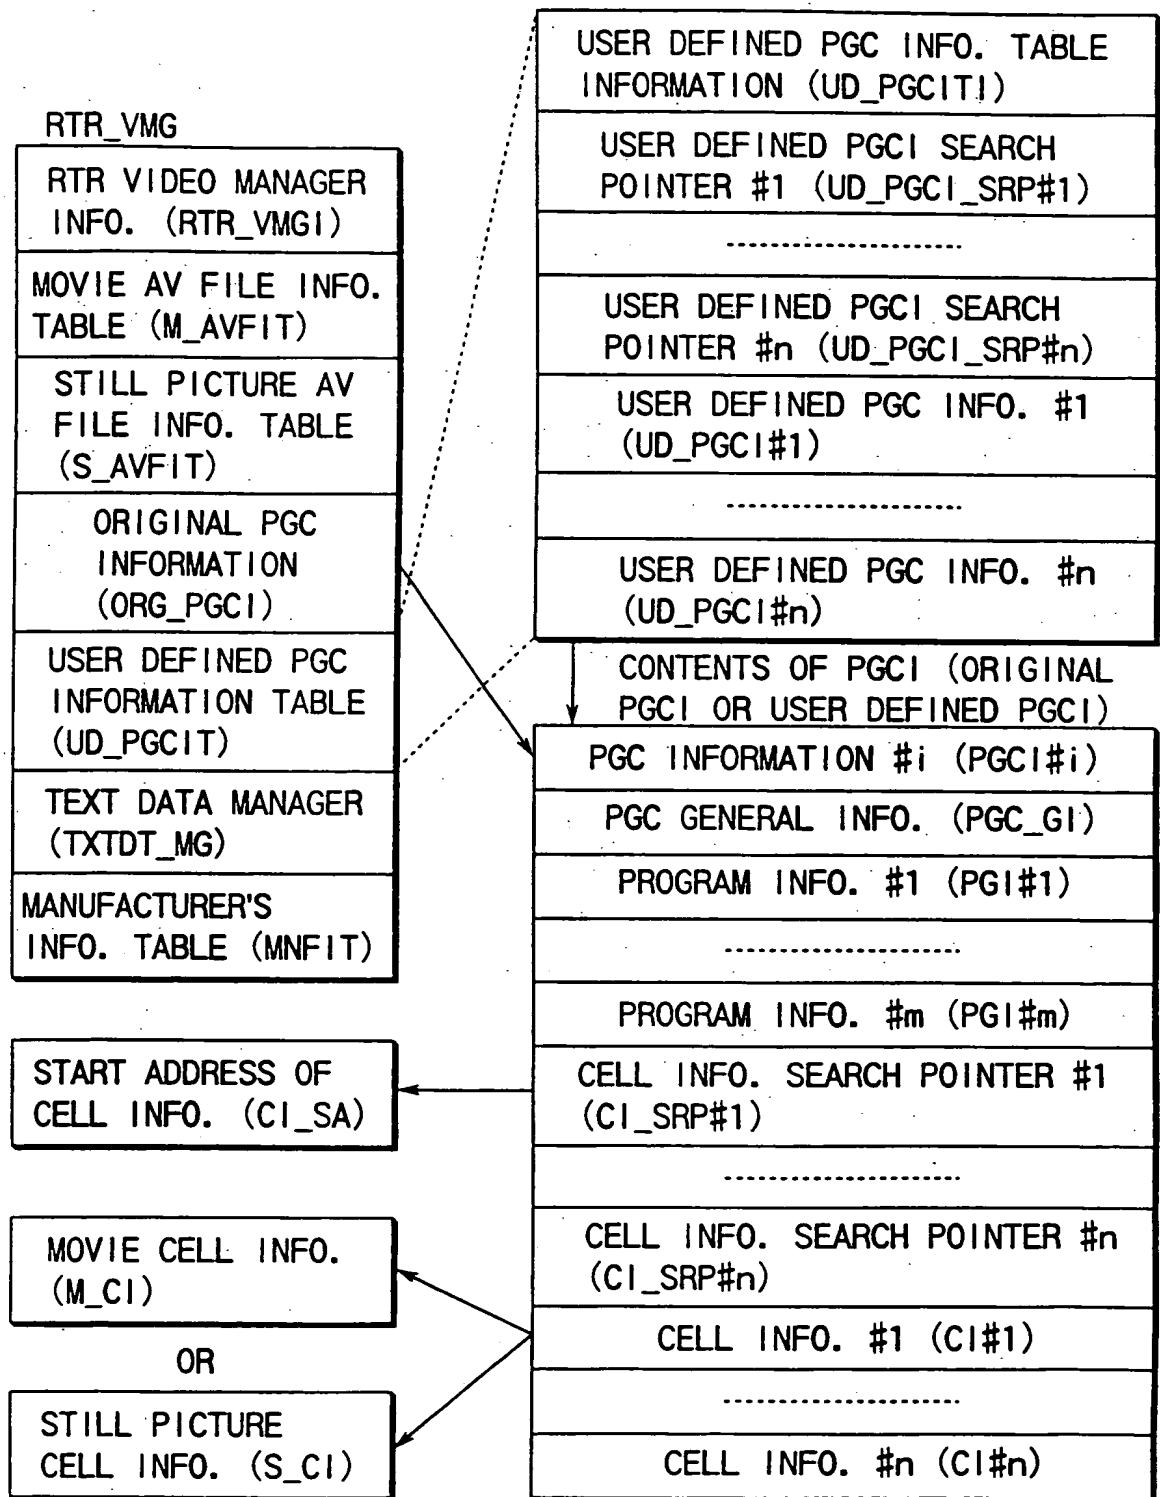 RTR_VMG
RTR VIDEO MANAGER
INFO. (RTR_VMGI)
MOVIE AV FILE INFO.
TABLE (M_AVFIT)
STILL PICTURE AV
FILE INFO. TABLE
(S_AVFIT)
ORIGINAL PGC
INFORMATION
(ORG_PGCI)
USER DEFINED PGC
INFORMATION TABLE
(UD_PGCIT)
TEXT DATA MANAGER
(TXTDT_MG)
MANUFACTURER'S
INFO. TABLE (MNFIT)
START ADDRESS OF
CELL INFO. (CI_SA)
MOVIE CELL INFO.
(M_CI)
OR
STILL PICTURE
CELL INFO. (S_CI)
USER DEFINED PGC INFO. TABLE
INFORMATION (UD_PGCITI)
USER DEFINED PGCI SEARCH
POINTER #1 (UD_PGCI_SRP#1)
USER DEFINED PGCI SEARCH
POINTER #n (UD_PGCI_SRP#n)
USER DEFINED PGC INFO. #1
(UD_PGCI#1)
USER DEFINED PGC INFO. #n
(UD_PGCI#n)
CONTENTS OF PGCI (ORIGINAL
PGCI OR USER DEFINED PGCI)
PGC INFORMATION #i (PGCI#i)
PGC GENERAL INFO. (PGC_GI)
PROGRAM INFO. #1 (PGI#1)
PROGRAM INFO. #m (PGI#m)
CELL INFO. SEARCH POINTER #1
(CI_SRP#1)
CELL INFO. SEARCH POINTER #n
(CI_SRP#n)
CELL INFO. #1 (CI#1)
CELL INFO. #n (CI#n)